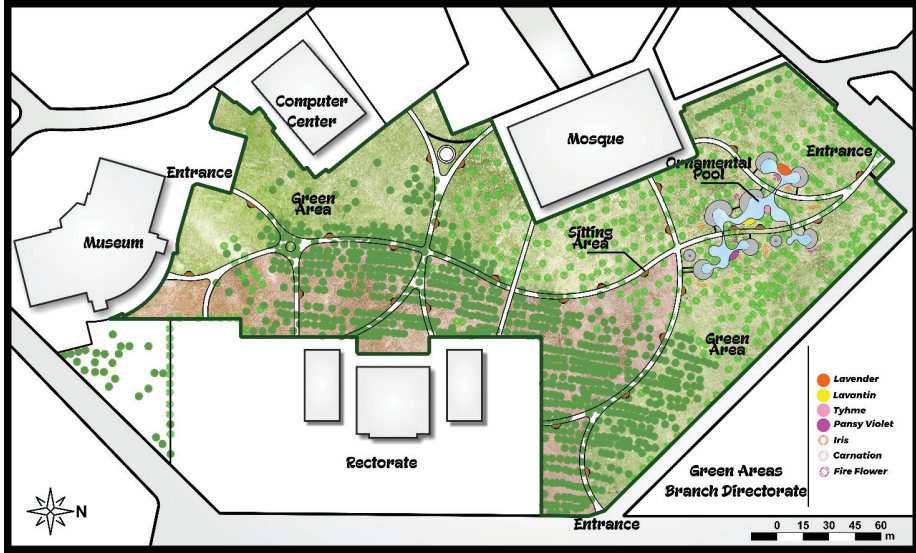 Computer
Center
Mosque
Ornamental
Pool
Entrance
Entrance
Green
Area
Museum
Sitting
Area
Green
Area
Rectorate
Lavender
Lavantin
Tyhme
Pansy Violet
Iris
Carnation
Fire Flower
Green Areas
Branch Directorate
N
Entrance
0 15 30 45 60
m